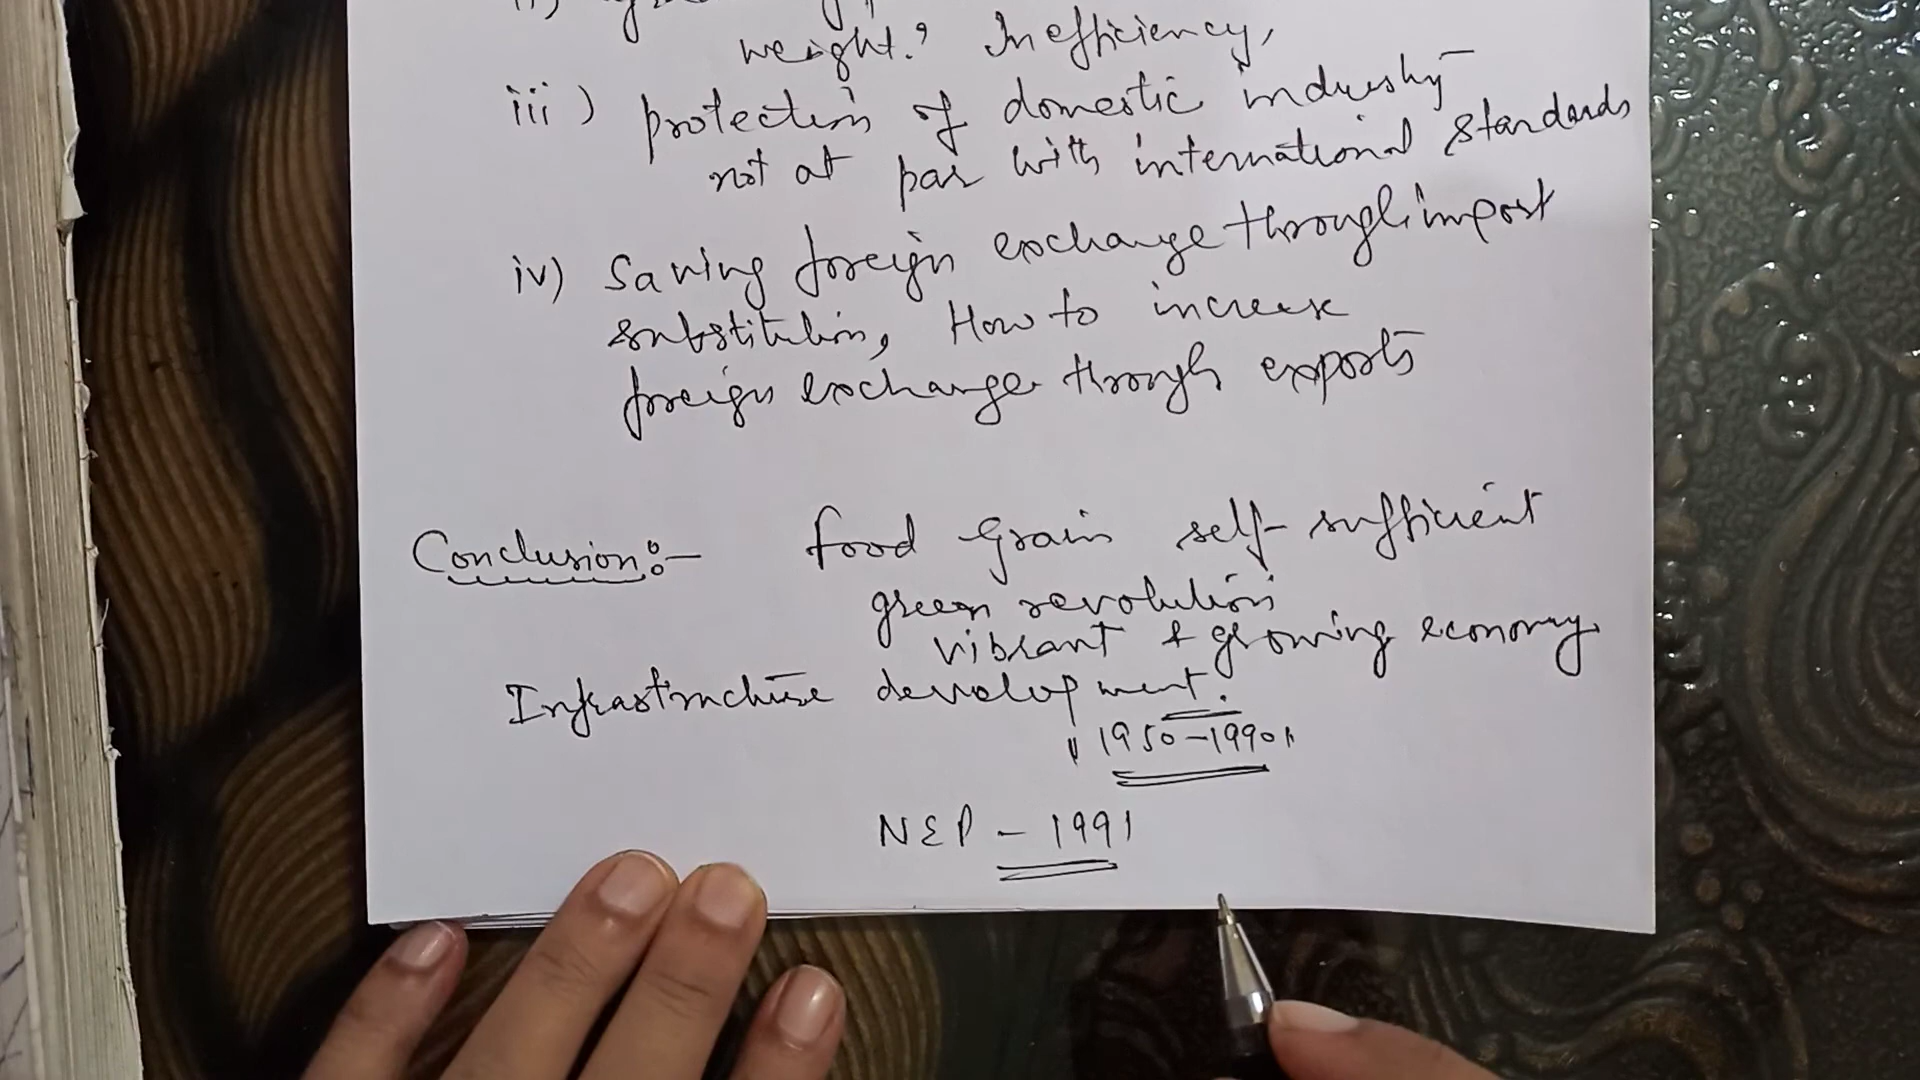 ii)
weight.? Inefficiency,
iii) protection of domestic industry
not at par with international standards
iv) Saving foreign exchange through import
substitution, How to increase
foreign exchange through exports
Conclusion:- food grain self-sufficient
green revolution
vibrant & growing economy
Infrastructure development.
"1950-1990"
NEP - 1991